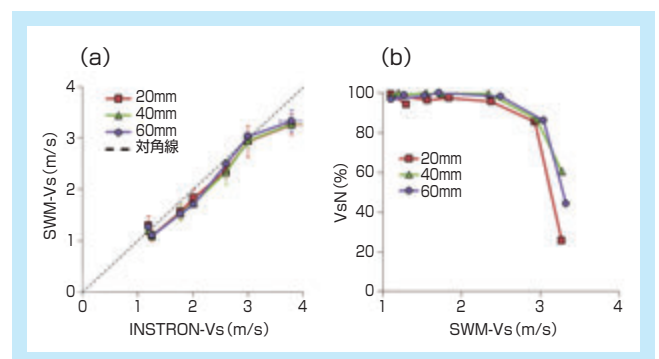 (a)
4
3
2
1
0
SWM-Vs(m/s)
20mm
40mm
60mm
対角線
0 1 2 3 4
INSTRON-Vs(m/s)
(b)
100
80
60
40
20
0
VsN(%)
20mm
40mm
60mm
1 2 3 4
SWM-Vs(m/s)